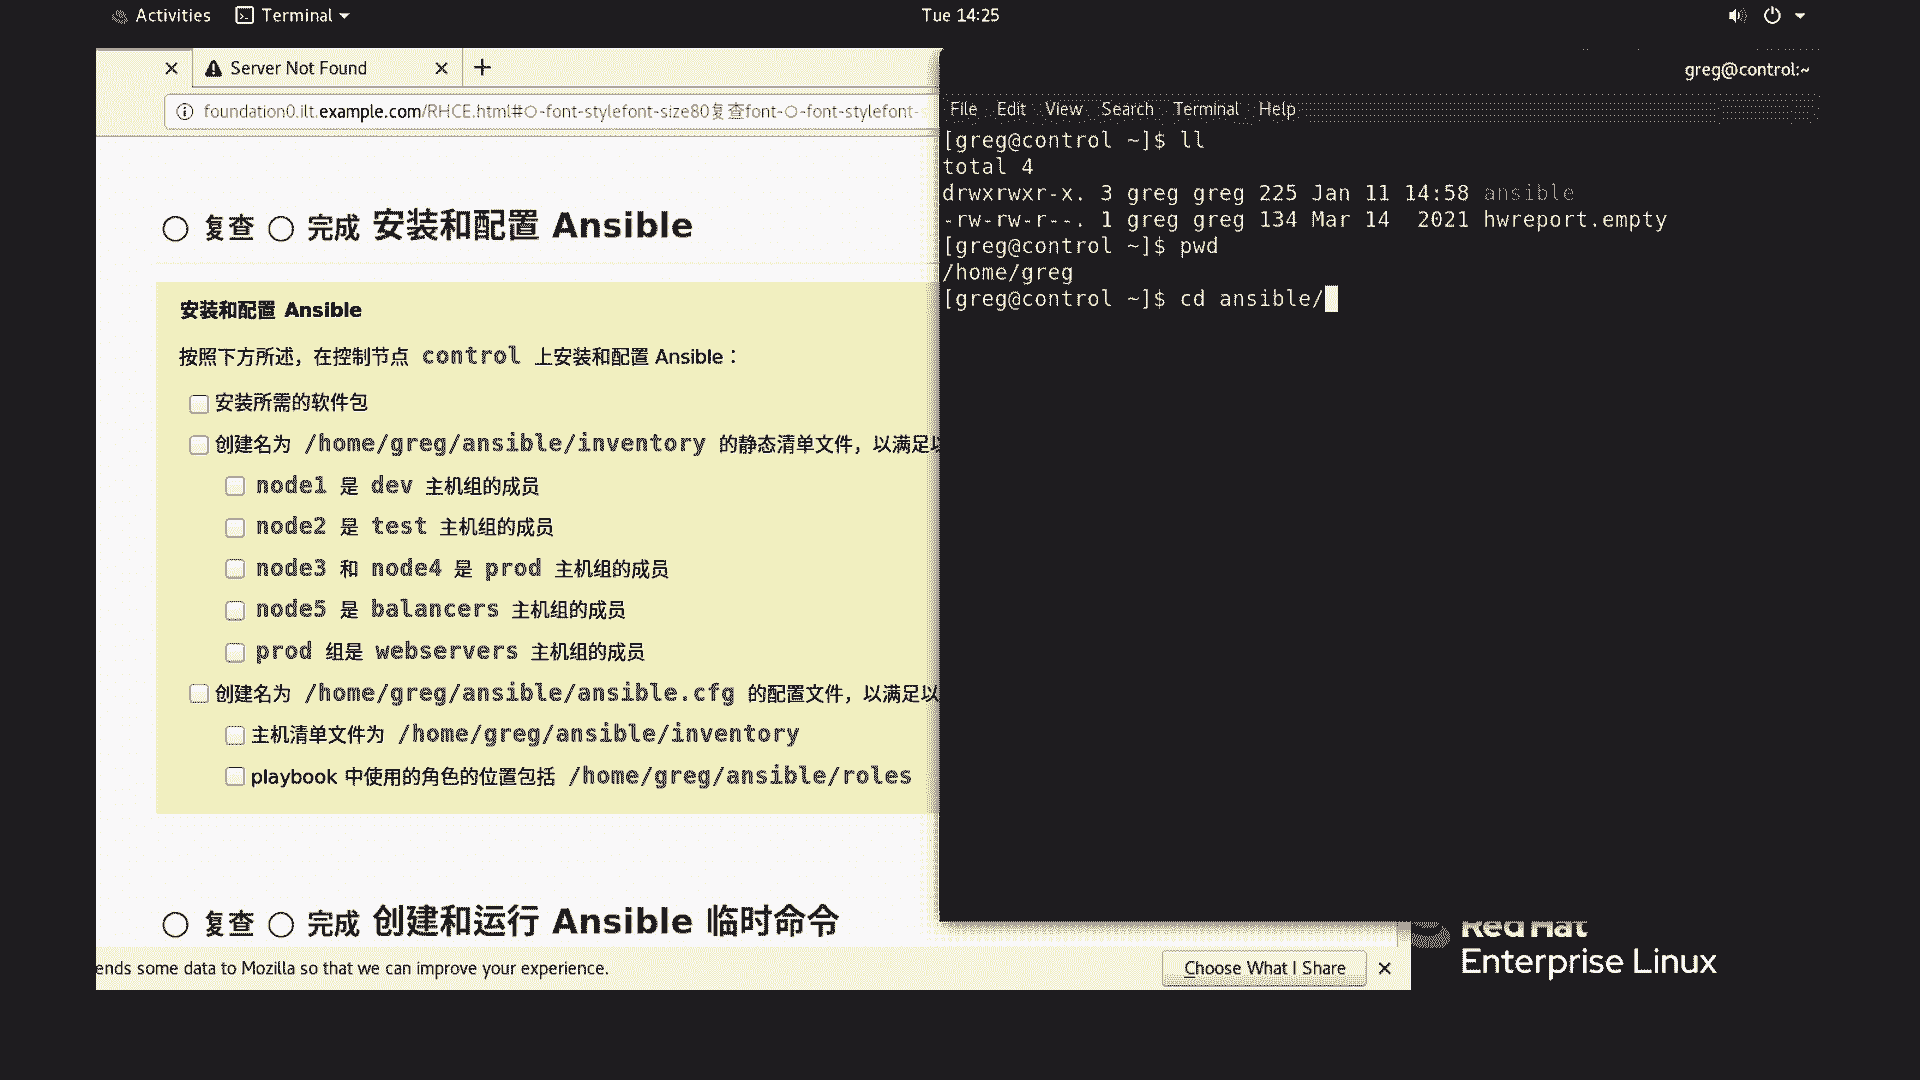 Activities
Terminal
Tue 14:25
Server Not Found
foundation0.ilt.example.com/RHCE.html#○-font-stylefont-size80复查font-○-font-stylefont-
复查 完成 安装和配置 Ansible
安装和配置 Ansible
按照下方所述，在控制节点 control 上安装和配置 Ansible：
安装所需的软件包
创建名为 /home/greg/ansible/inventory 的静态清单文件，以满足以
node1 是 dev 主机组的成员
node2 是 test 主机组的成员
node3 和 node4 是 prod 主机组的成员
node5 是 balancers 主机组的成员
prod 组是 webservers 主机组的成员
创建名为 /home/greg/ansible/ansible.cfg 的配置文件，以满足以
主机清单文件为 /home/greg/ansible/inventory
playbook 中使用的角色的位置包括 /home/greg/ansible/roles
复查 完成 创建和运行 Ansible 临时命令
ends some data to Mozilla so that we can improve your experience.
Choose What I Share
greg@control:~
File Edit View Search Terminal Help
[greg@control ~]$ ll
total 4
drwxrwxr-x. 3 greg greg 225 Jan 11 14:58 ansible
-rw-rw-r--. 1 greg greg 134 Mar 14  2021 hwreport.empty
[greg@control ~]$ pwd
/home/greg
[greg@control ~]$ cd ansible/
Red Hat
Enterprise Linux